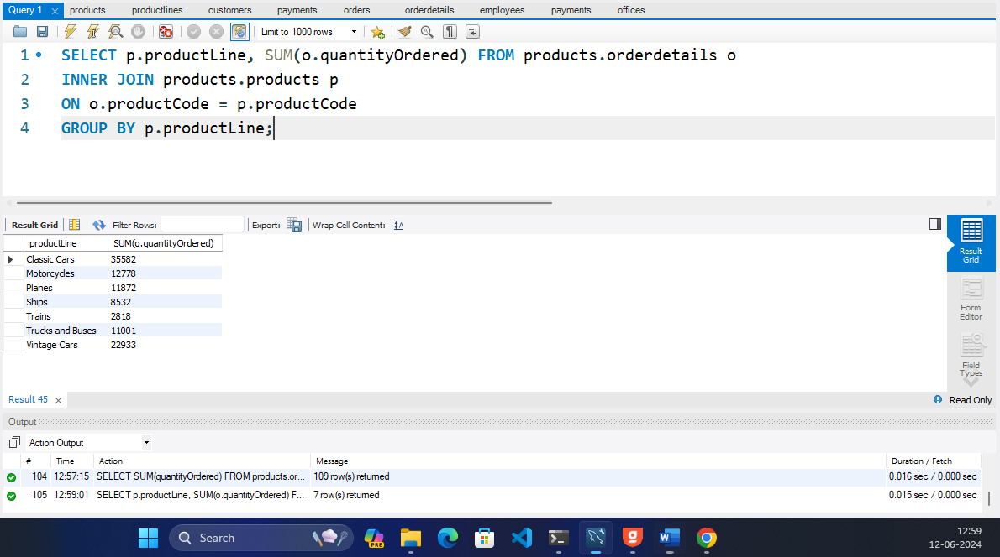 Query 1 products productlines customers payments orders orderdetails employees payments offices
Limit to 1000 rows
1 SELECT p.productLine, SUM(o.quantityOrdered) FROM products.orderdetails o
2 INNER JOIN products.products p
3 ON o.productCode = p.productCode
4 GROUP BY p.productLine;
Result Grid Filter Rows: Export: Wrap Cell Content: IA
productLine SUM(o.quantityOrdered)
Classic Cars 35582
Motorcycles 12778
Planes 11872
Ships 8532
Trains 2818
Trucks and Buses 11001
Vintage Cars 22933
Result
Grid
Form
Editor
Field
Types
Result 45 Read Only
Output
Action Output
# Time Action Message Duration / Fetch
104 12:57:15 SELECT SUM(quantityOrdered) FROM products.or... 109 row(s) returned 0.016 sec / 0.000 sec
105 12:59:01 SELECT p.productLine, SUM(o.quantityOrdered) F... 7 row(s) returned 0.015 sec / 0.000 sec
Search PRE 12:59
12-06-2024